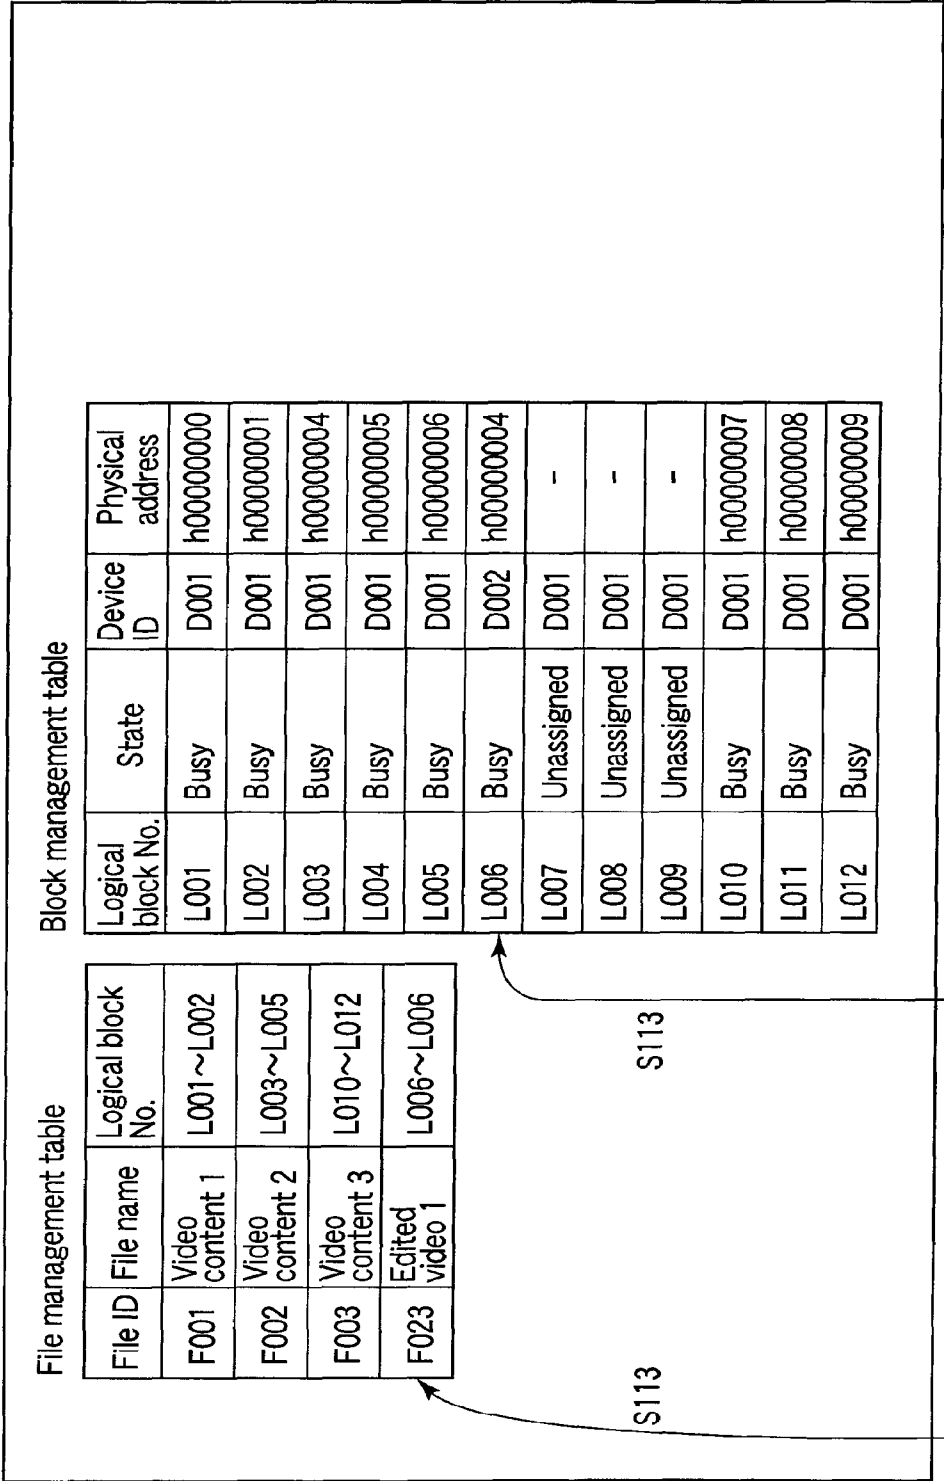 File management table
File ID File name Logical block
No.
F001 Video
content 1 L001~L002
F002 Video
content 2 L003~L005
F003 Video
content 3 L010~L012
F023 Edited
video 1 L006~L006
S113
Block management table
Logical
block No. State Device
ID Physical
address
L001 Busy D001 h00000000
L002 Busy D001 h00000001
L003 Busy D001 h00000004
L004 Busy D001 h00000005
L005 Busy D001 h00000006
L006 Busy D002 h00000004
L007 Unassigned D001 -
L008 Unassigned D001 -
L009 Unassigned D001 -
L010 Busy D001 h00000007
L011 Busy D001 h00000008
L012 Busy D001 h00000009
S113